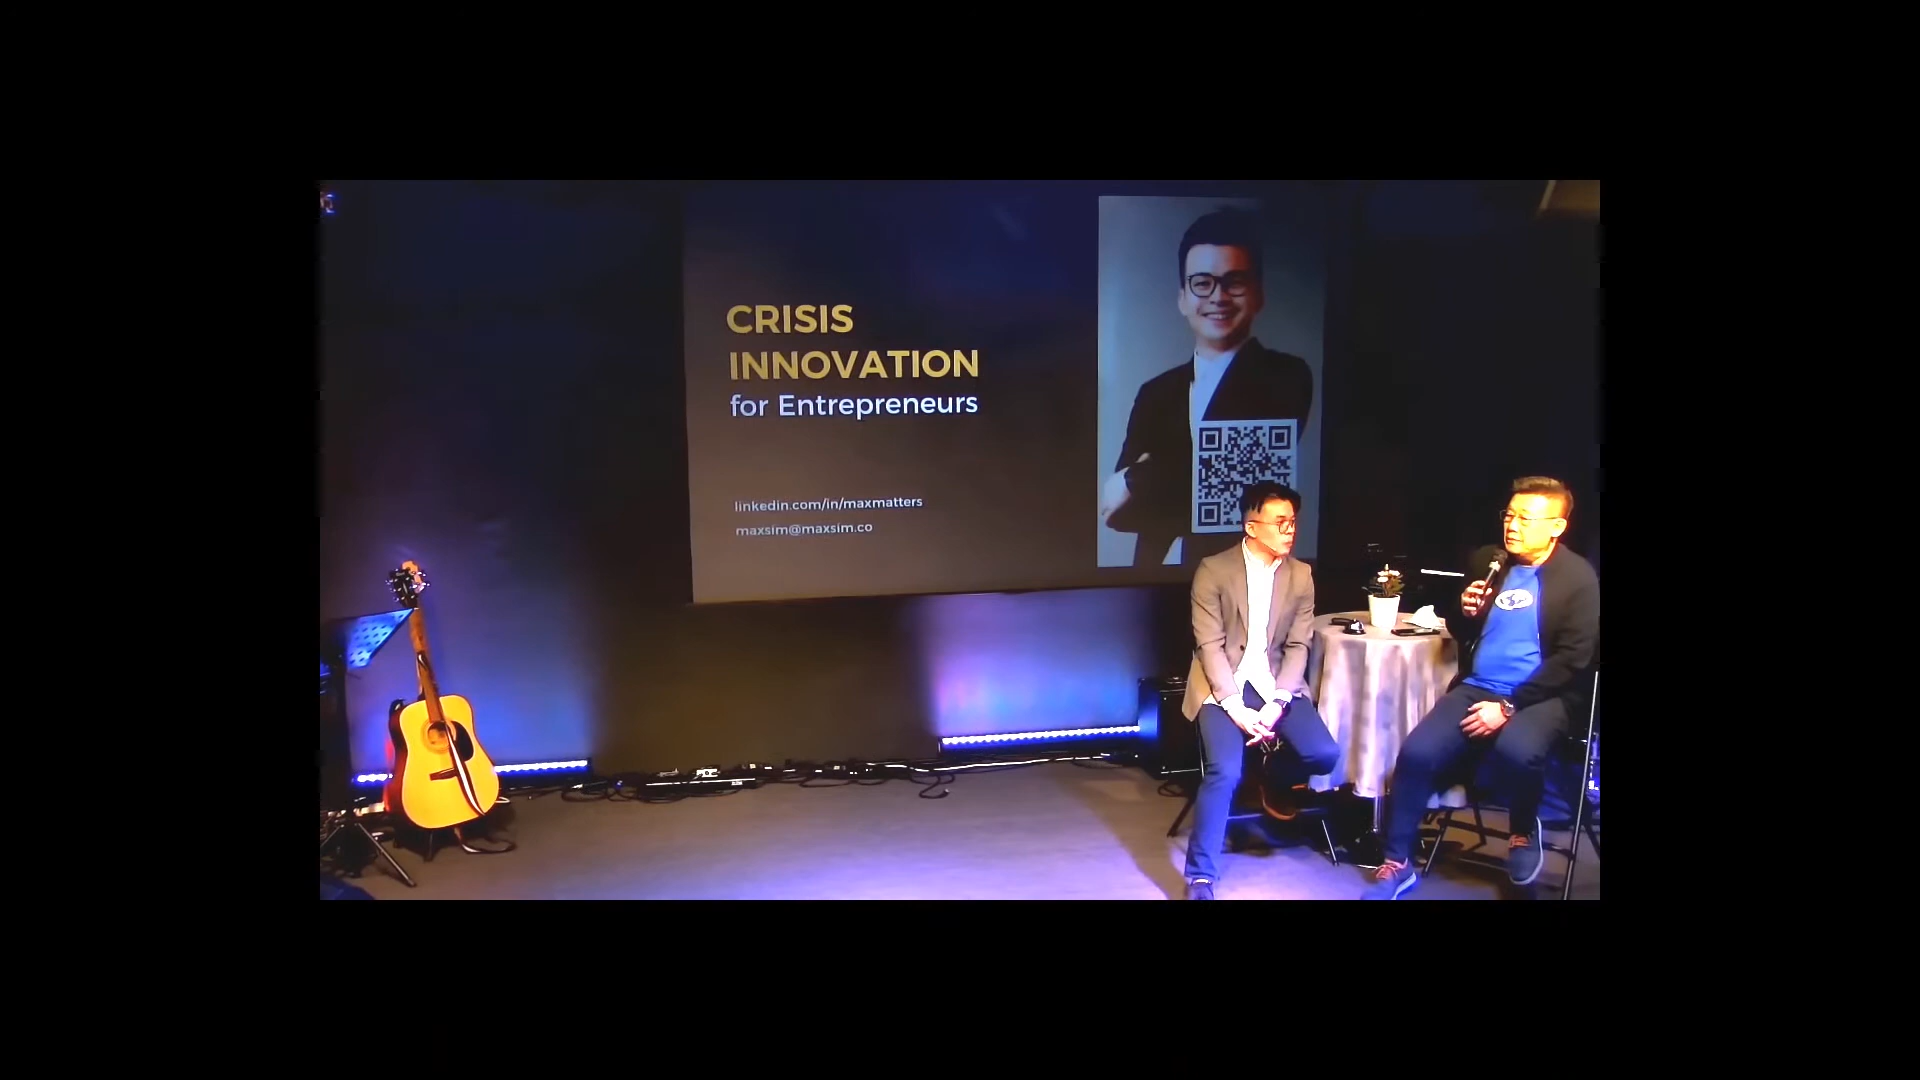 CRISIS
INNOVATION
for Entrepreneurs
linkedin.com/in/maxmatters
maxsim@maxsim.co